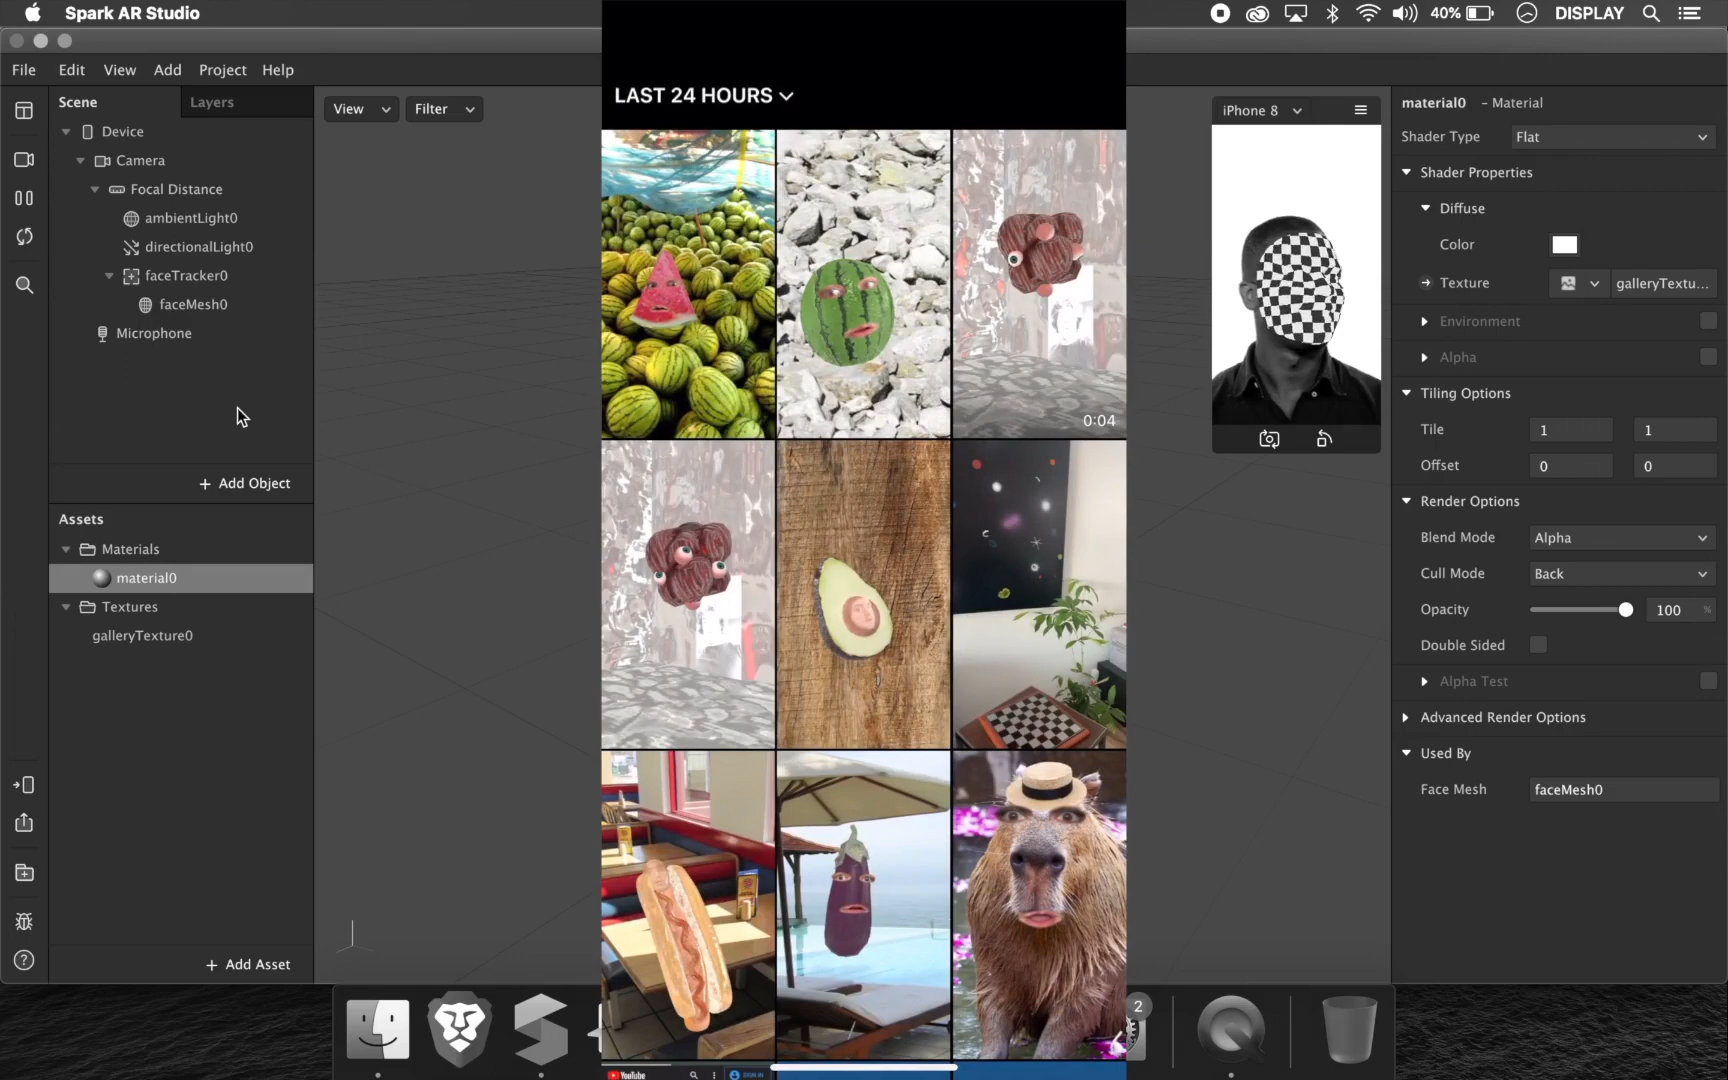 Spark AR Studio
40%
DISPLAY
File
Edit
View
Add
Project
Help
Scene
Layers
Device
Camera
Focal Distance
ambientLight0
directionalLight0
faceTracker0
faceMesh0
Microphone
+ Add Object
Assets
Materials
material0
Textures
galleryTexture0
+ Add Asset
View
Filter
LAST 24 HOURS
0:04
YouTube
SIGN IN
2
iPhone 8
material0 - Material
Shader Type
Flat
Shader Properties
Diffuse
Color
Texture
galleryTextu...
Environment
Alpha
Tiling Options
Tile
1
1
Offset
0
0
Render Options
Blend Mode
Alpha
Cull Mode
Back
Opacity
100
%
Double Sided
Alpha Test
Advanced Render Options
Used By
Face Mesh
faceMesh0